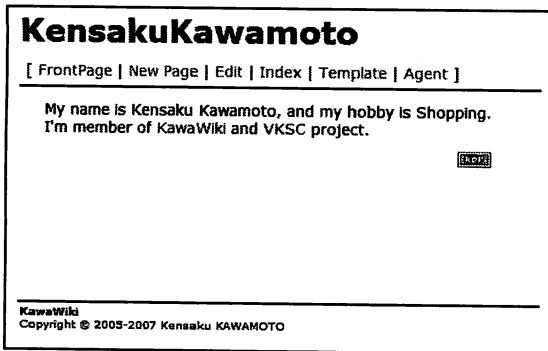 KensakuKawamoto
[ FrontPage | New Page | Edit | Index | Template | Agent ]
My name is Kensaku Kawamoto, and my hobby is Shopping.
I'm member of KawaWiki and VKSC project.
RDF
KawaWiki
Copyright © 2005-2007 Kensaku KAWAMOTO